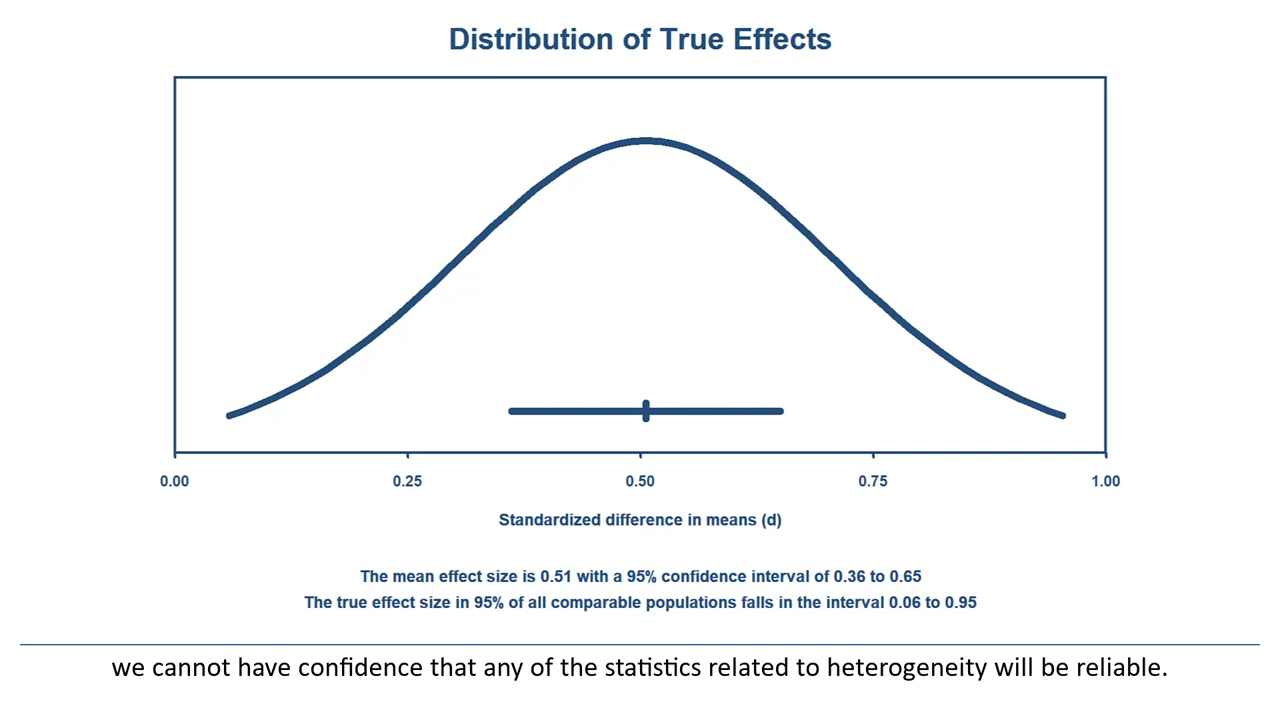 Distribution of True Effects
0.00 0.25 0.50 0.75 1.00
Standardized difference in means (d)
The mean effect size is 0.51 with a 95% confidence interval of 0.36 to 0.65
The true effect size in 95% of all comparable populations falls in the interval 0.06 to 0.95
we cannot have confidence that any of the statistics related to heterogeneity will be reliable.